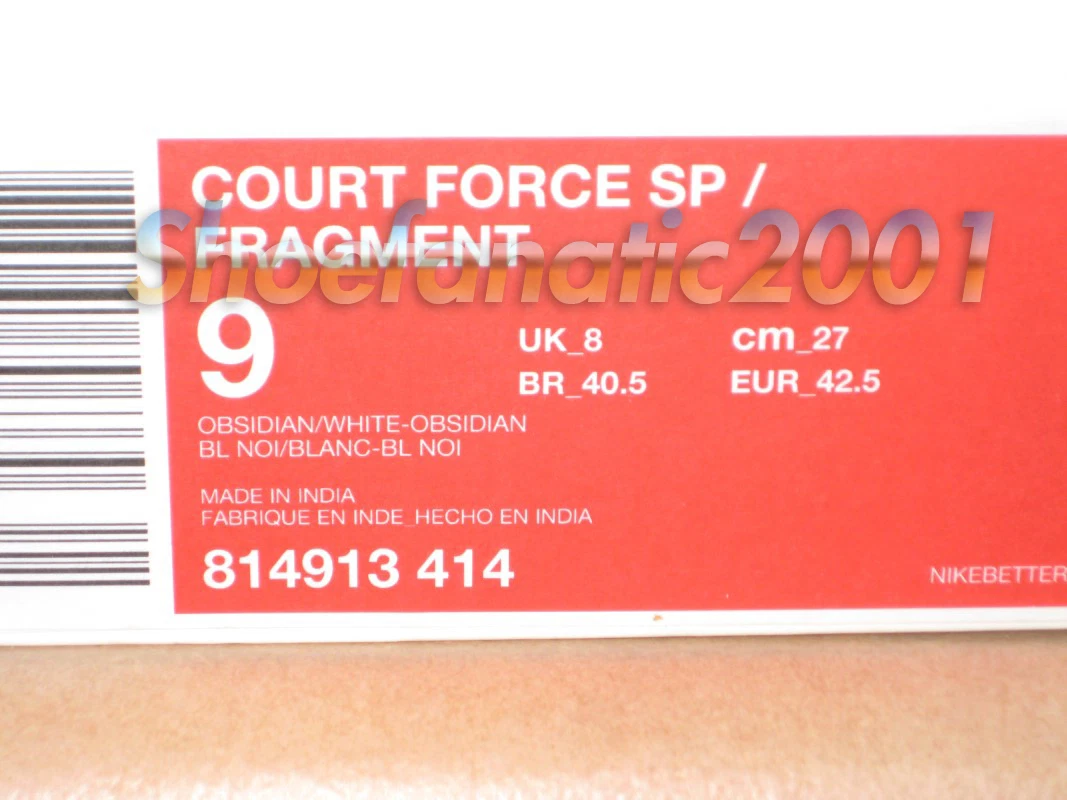 COURT FORCE SP /
FRAGMENT
Shoefanatic2001
9
UK_8 cm_27
BR_40.5 EUR_42.5
OBSIDIAN/WHITE-OBSIDIAN
BL NOI/BLANC-BL NOI
MADE IN INDIA
FABRIQUE EN INDE_HECHO EN INDIA
814913 414
NIKEBETTER